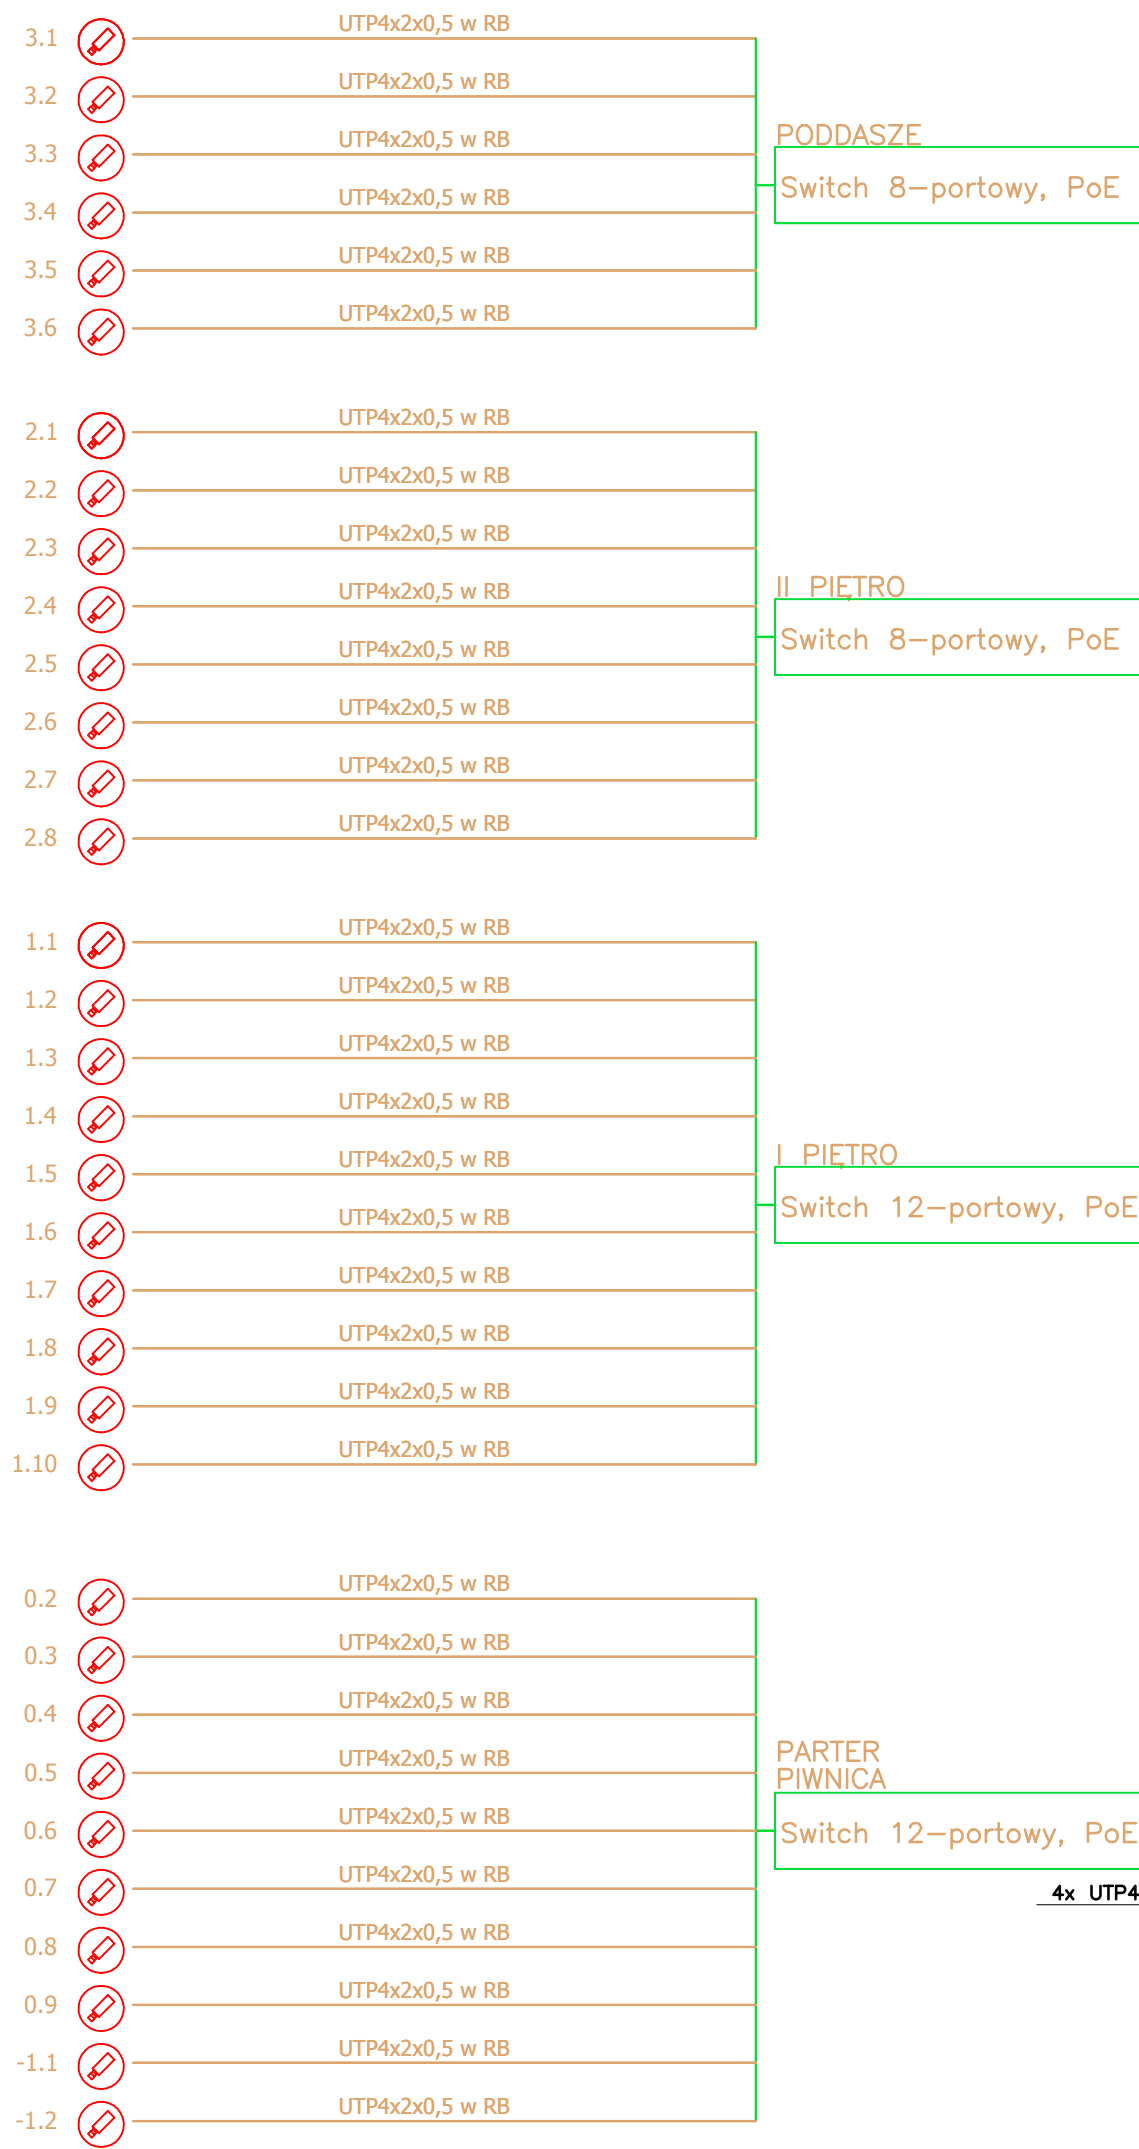 3.1 UTP4x2x0,5 w RB
3.2 UTP4x2x0,5 w RB
3.3 UTP4x2x0,5 w RB
PODDASZE
Switch 8-portowy, PoE
3.4 UTP4x2x0,5 w RB
3.5 UTP4x2x0,5 w RB
3.6 UTP4x2x0,5 w RB
2.1 UTP4x2x0,5 w RB
2.2 UTP4x2x0,5 w RB
2.3 UTP4x2x0,5 w RB
2.4 UTP4x2x0,5 w RB
II PIĘTRO
Switch 8-portowy, PoE
2.5 UTP4x2x0,5 w RB
2.6 UTP4x2x0,5 w RB
2.7 UTP4x2x0,5 w RB
2.8 UTP4x2x0,5 w RB
1.1 UTP4x2x0,5 w RB
1.2 UTP4x2x0,5 w RB
1.3 UTP4x2x0,5 w RB
1.4 UTP4x2x0,5 w RB
1.5 UTP4x2x0,5 w RB
I PIĘTRO
Switch 12-portowy, PoE
1.6 UTP4x2x0,5 w RB
1.7 UTP4x2x0,5 w RB
1.8 UTP4x2x0,5 w RB
1.9 UTP4x2x0,5 w RB
1.10 UTP4x2x0,5 w RB
0.2 UTP4x2x0,5 w RB
0.3 UTP4x2x0,5 w RB
0.4 UTP4x2x0,5 w RB
0.5 UTP4x2x0,5 w RB
PARTER
PIWNICA
Switch 12-portowy, PoE
0.6 UTP4x2x0,5 w RB
0.7 UTP4x2x0,5 w RB
4x UTP4
0.8 UTP4x2x0,5 w RB
0.9 UTP4x2x0,5 w RB
-1.1 UTP4x2x0,5 w RB
-1.2 UTP4x2x0,5 w RB